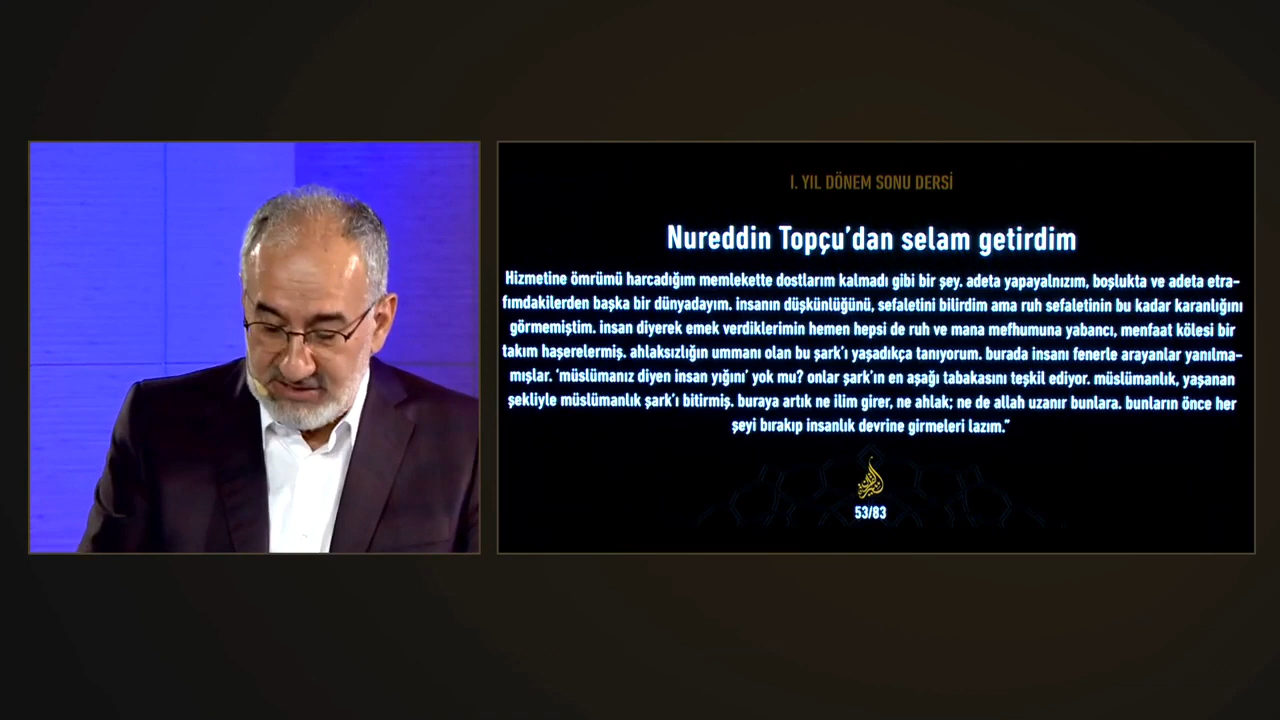 I. YIL DÖNEM SONU DERSİ
Nureddin Topçu’dan selam getirdim
Hizmetine ömrümü harcadığım memlekette dostlarım kalmadı gibi bir şey. adeta yapayalnızım, boşlukta ve adeta etra-
fımdakilerden başka bir dünyadayım. insanın düşkünlüğünü, sefaletini bilirdim ama ruh sefaletinin bu kadar karanlığını
görmemiştim. insan diyerek emek verdiklerimin hemen hepsi de ruh ve mana mefhumuna yabancı, menfaat kölesi bir
takım haşerelermiş. ahlaksızlığın ummanı olan bu şark’ı yaşadıkça tanıyorum. burada insanı fenerle arayanlar yanılma-
mışlar. ‘müslümanız diyen insan yığını’ yok mu? onlar şark’ın en aşağı tabakasını teşkil ediyor. müslümanlık, yaşanan
şekliyle müslümanlık şark’ı bitirmiş. buraya artık ne ilim girer, ne ahlak; ne de allah uzanır bunlara. bunların önce her
şeyi bırakıp insanlık devrine girmeleri lazım.”
53/83